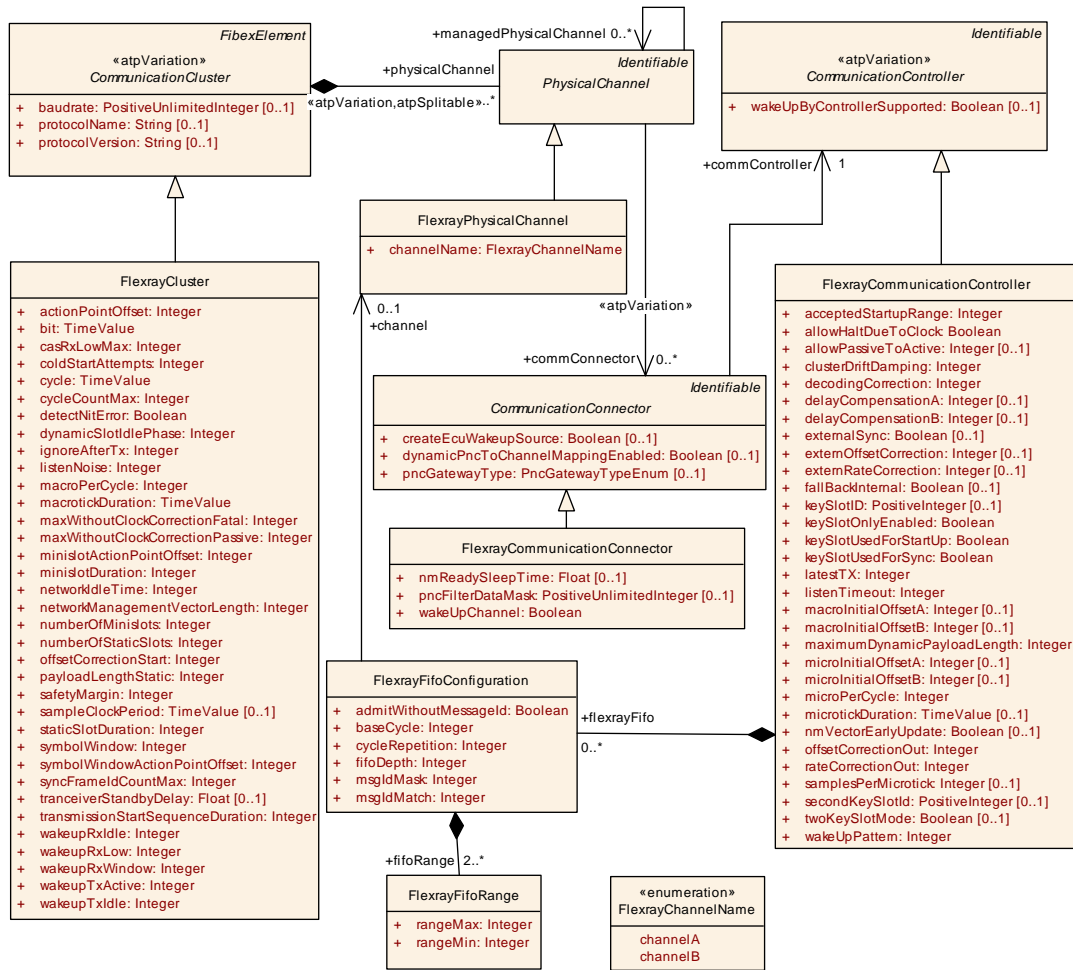 FibexElement
«atpVariation»
CommunicationCluster
+ baudrate: PositiveUnlimitedInteger [0..1]
+ protocolName: String [0..1]
+ protocolVersion: String [0..1]
+physicalChannel
«atpVariation,atpSplitable»..*
+managedPhysicalChannel 0..*
Identifiable
PhysicalChannel
Identifiable
«atpVariation»
CommunicationController
+ wakeUpByControllerSupported: Boolean [0..1]
+commController 1
FlexrayPhysicalChannel
+ channelName: FlexrayChannelName
0..1
+channel
«atpVariation»
+commConnector 0..*
FlexrayCluster
+ actionPointOffset: Integer
+ bit: TimeValue
+ casRxLowMax: Integer
+ coldStartAttempts: Integer
+ cycle: TimeValue
+ cycleCountMax: Integer
+ detectNitError: Boolean
+ dynamicSlotIdlePhase: Integer
+ ignoreAfterTx: Integer
+ listenNoise: Integer
+ macroPerCycle: Integer
+ macrotickDuration: TimeValue
+ maxWithoutClockCorrectionFatal: Integer
+ maxWithoutClockCorrectionPassive: Integer
+ minislotActionPointOffset: Integer
+ minislotDuration: Integer
+ networkIdleTime: Integer
+ networkManagementVectorLength: Integer
+ numberOfMinislots: Integer
+ numberOfStaticSlots: Integer
+ offsetCorrectionStart: Integer
+ payloadLengthStatic: Integer
+ safetyMargin: Integer
+ sampleClockPeriod: TimeValue [0..1]
+ staticSlotDuration: Integer
+ symbolWindow: Integer
+ symbolWindowActionPointOffset: Integer
+ syncFrameIdCountMax: Integer
+ tranceiverStandbyDelay: Float [0..1]
+ transmissionStartSequenceDuration: Integer
+ wakeupRxIdle: Integer
+ wakeupRxLow: Integer
+ wakeupRxWindow: Integer
+ wakeupTxActive: Integer
+ wakeupTxIdle: Integer
Identifiable
CommunicationConnector
+ createEcuWakeupSource: Boolean [0..1]
+ dynamicPncToChannelMappingEnabled: Boolean [0..1]
+ pncGatewayType: PncGatewayTypeEnum [0..1]
FlexrayCommunicationConnector
+ nmReadySleepTime: Float [0..1]
+ pncFilterDataMask: PositiveUnlimitedInteger [0..1]
+ wakeUpChannel: Boolean
FlexrayFifoConfiguration
+ admitWithoutMessageId: Boolean
+ baseCycle: Integer
+ cycleRepetition: Integer
+ fifoDepth: Integer
+ msgIdMask: Integer
+ msgIdMatch: Integer
+flexrayFifo
0..*
+fifoRange 2..*
FlexrayFifoRange
+ rangeMax: Integer
+ rangeMin: Integer
FlexrayCommunicationController
+ acceptedStartupRange: Integer
+ allowHaltDueToClock: Boolean
+ allowPassiveToActive: Integer [0..1]
+ clusterDriftDamping: Integer
+ decodingCorrection: Integer
+ delayCompensationA: Integer [0..1]
+ delayCompensationB: Integer [0..1]
+ externalSync: Boolean [0..1]
+ externOffsetCorrection: Integer [0..1]
+ externRateCorrection: Integer [0..1]
+ fallBackInternal: Boolean [0..1]
+ keySlotID: PositiveInteger [0..1]
+ keySlotOnlyEnabled: Boolean
+ keySlotUsedForStartUp: Boolean
+ keySlotUsedForSync: Boolean
+ latestTX: Integer
+ listenTimeout: Integer
+ macroInitialOffsetA: Integer [0..1]
+ macroInitialOffsetB: Integer [0..1]
+ maximumDynamicPayloadLength: Integer
+ microInitialOffsetA: Integer [0..1]
+ microInitialOffsetB: Integer [0..1]
+ microPerCycle: Integer
+ microtickDuration: TimeValue [0..1]
+ nmVectorEarlyUpdate: Boolean [0..1]
+ offsetCorrectionOut: Integer
+ rateCorrectionOut: Integer
+ samplesPerMicrotick: Integer [0..1]
+ secondKeySlotId: PositiveInteger [0..1]
+ twoKeySlotMode: Boolean [0..1]
+ wakeUpPattern: Integer
«enumeration»
FlexrayChannelName
channelA
channelB